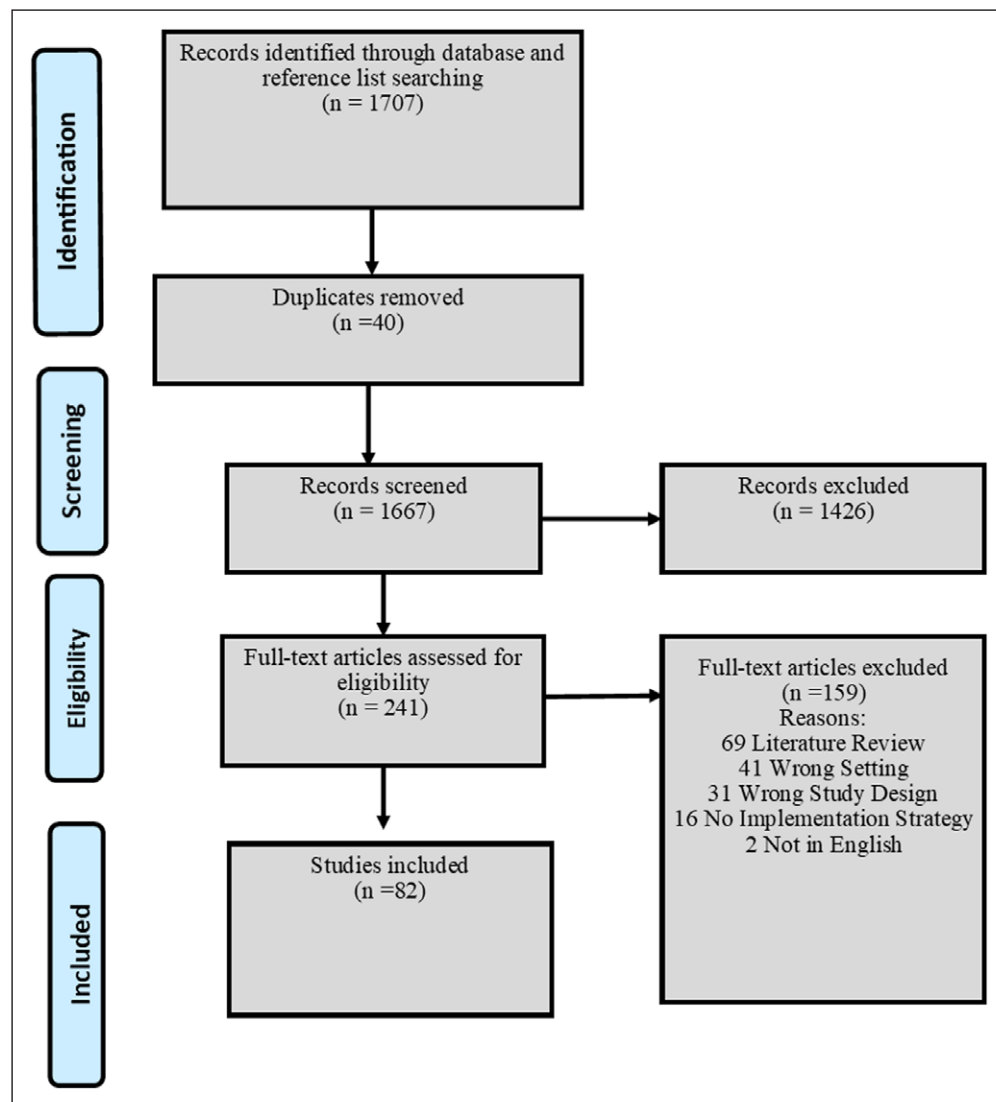 Identification
Records identified through database and
reference list searching
(n = 1707)
Duplicates removed
(n =40)
Screening
Records screened
(n = 1667)
Records excluded
(n = 1426)
Eligibility
Full-text articles assessed for
eligibility
(n = 241)
Full-text articles excluded
(n =159)
Reasons:
69 Literature Review
41 Wrong Setting
31 Wrong Study Design
16 No Implementation Strategy
2 Not in English
Included
Studies included
(n =82)